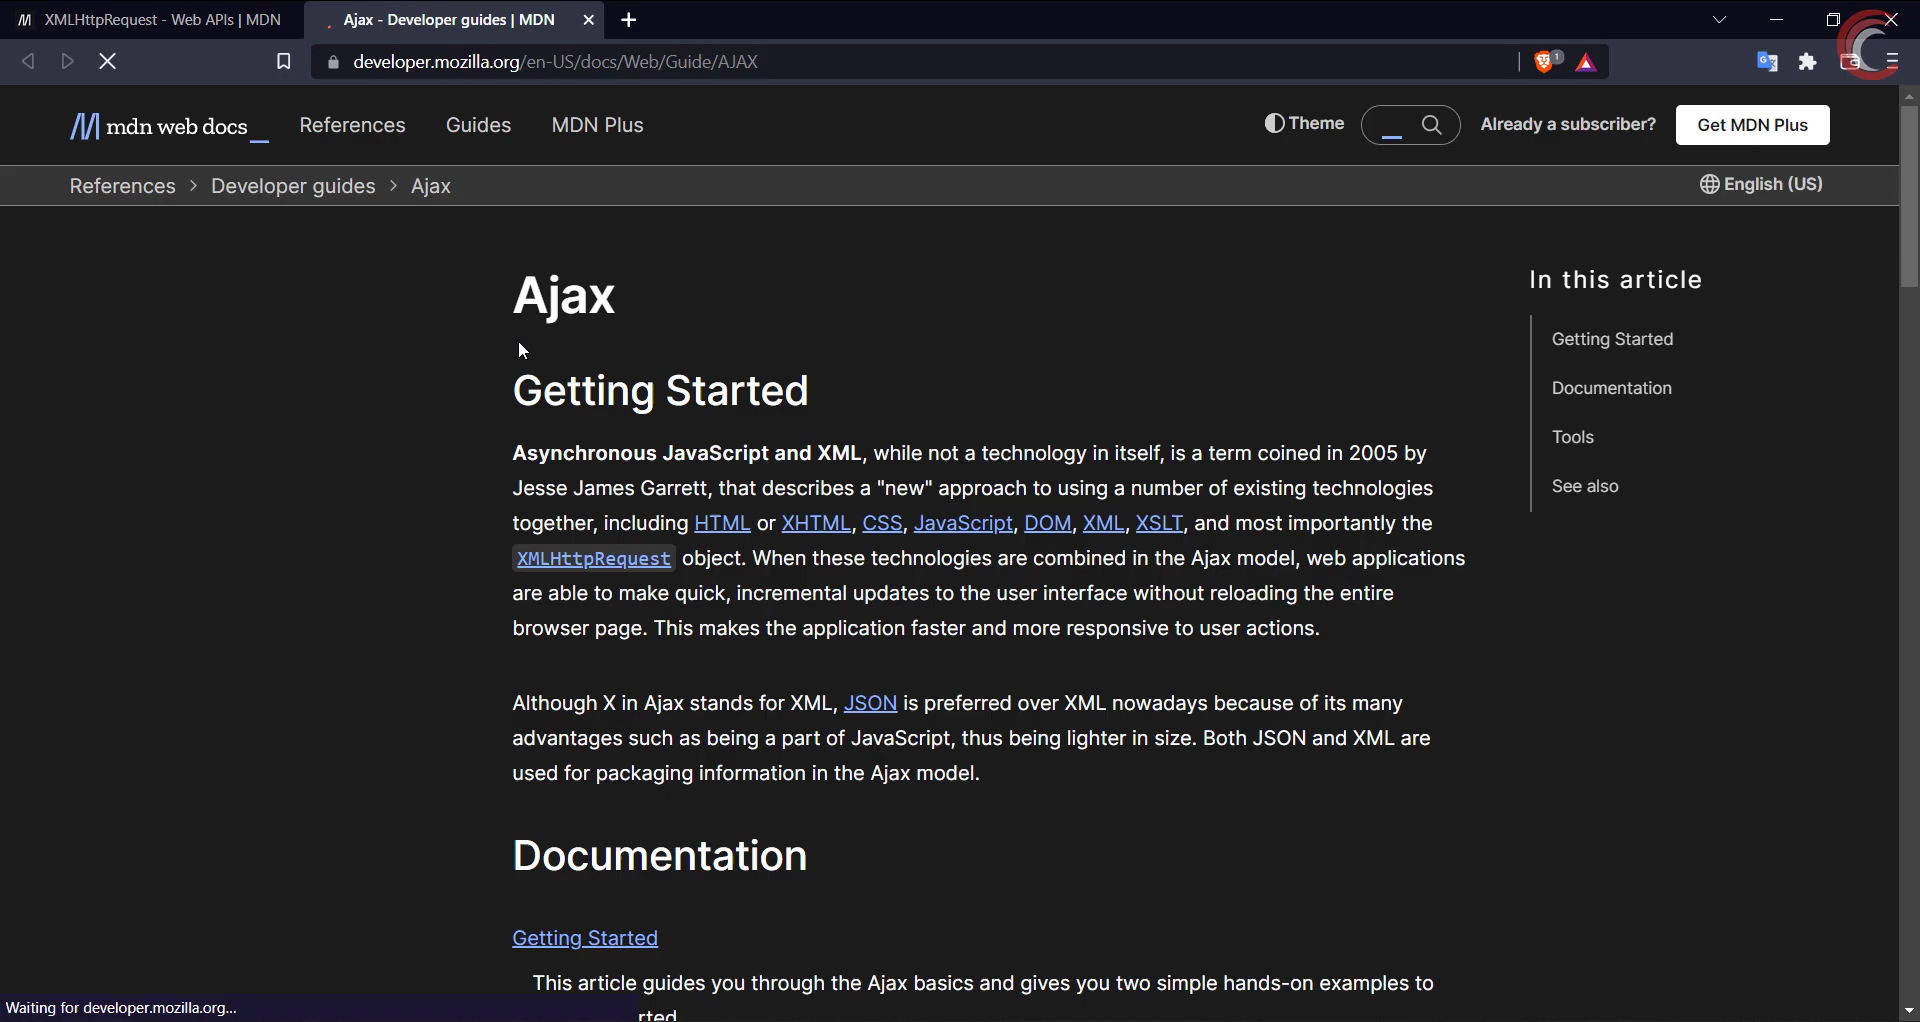 XMLHttpRequest - Web APIs | MDN
Ajax - Developer guides | MDN
developer.mozilla.org/en-US/docs/Web/Guide/AJAX
1
mdn web docs
References
Guides
MDN Plus
Theme
Already a subscriber?
Get MDN Plus
References > Developer guides > Ajax
English (US)
Ajax
Getting Started
Asynchronous JavaScript and XML, while not a technology in itself, is a term coined in 2005 by
Jesse James Garrett, that describes a "new" approach to using a number of existing technologies
together, including HTML or XHTML, CSS, JavaScript, DOM, XML, XSLT, and most importantly the
XMLHttpRequest object. When these technologies are combined in the Ajax model, web applications
are able to make quick, incremental updates to the user interface without reloading the entire
browser page. This makes the application faster and more responsive to user actions.
Although X in Ajax stands for XML, JSON is preferred over XML nowadays because of its many
advantages such as being a part of JavaScript, thus being lighter in size. Both JSON and XML are
used for packaging information in the Ajax model.
Documentation
Getting Started
This article guides you through the Ajax basics and gives you two simple hands-on examples to
In this article
Getting Started
Documentation
Tools
See also
Waiting for developer.mozilla.org...